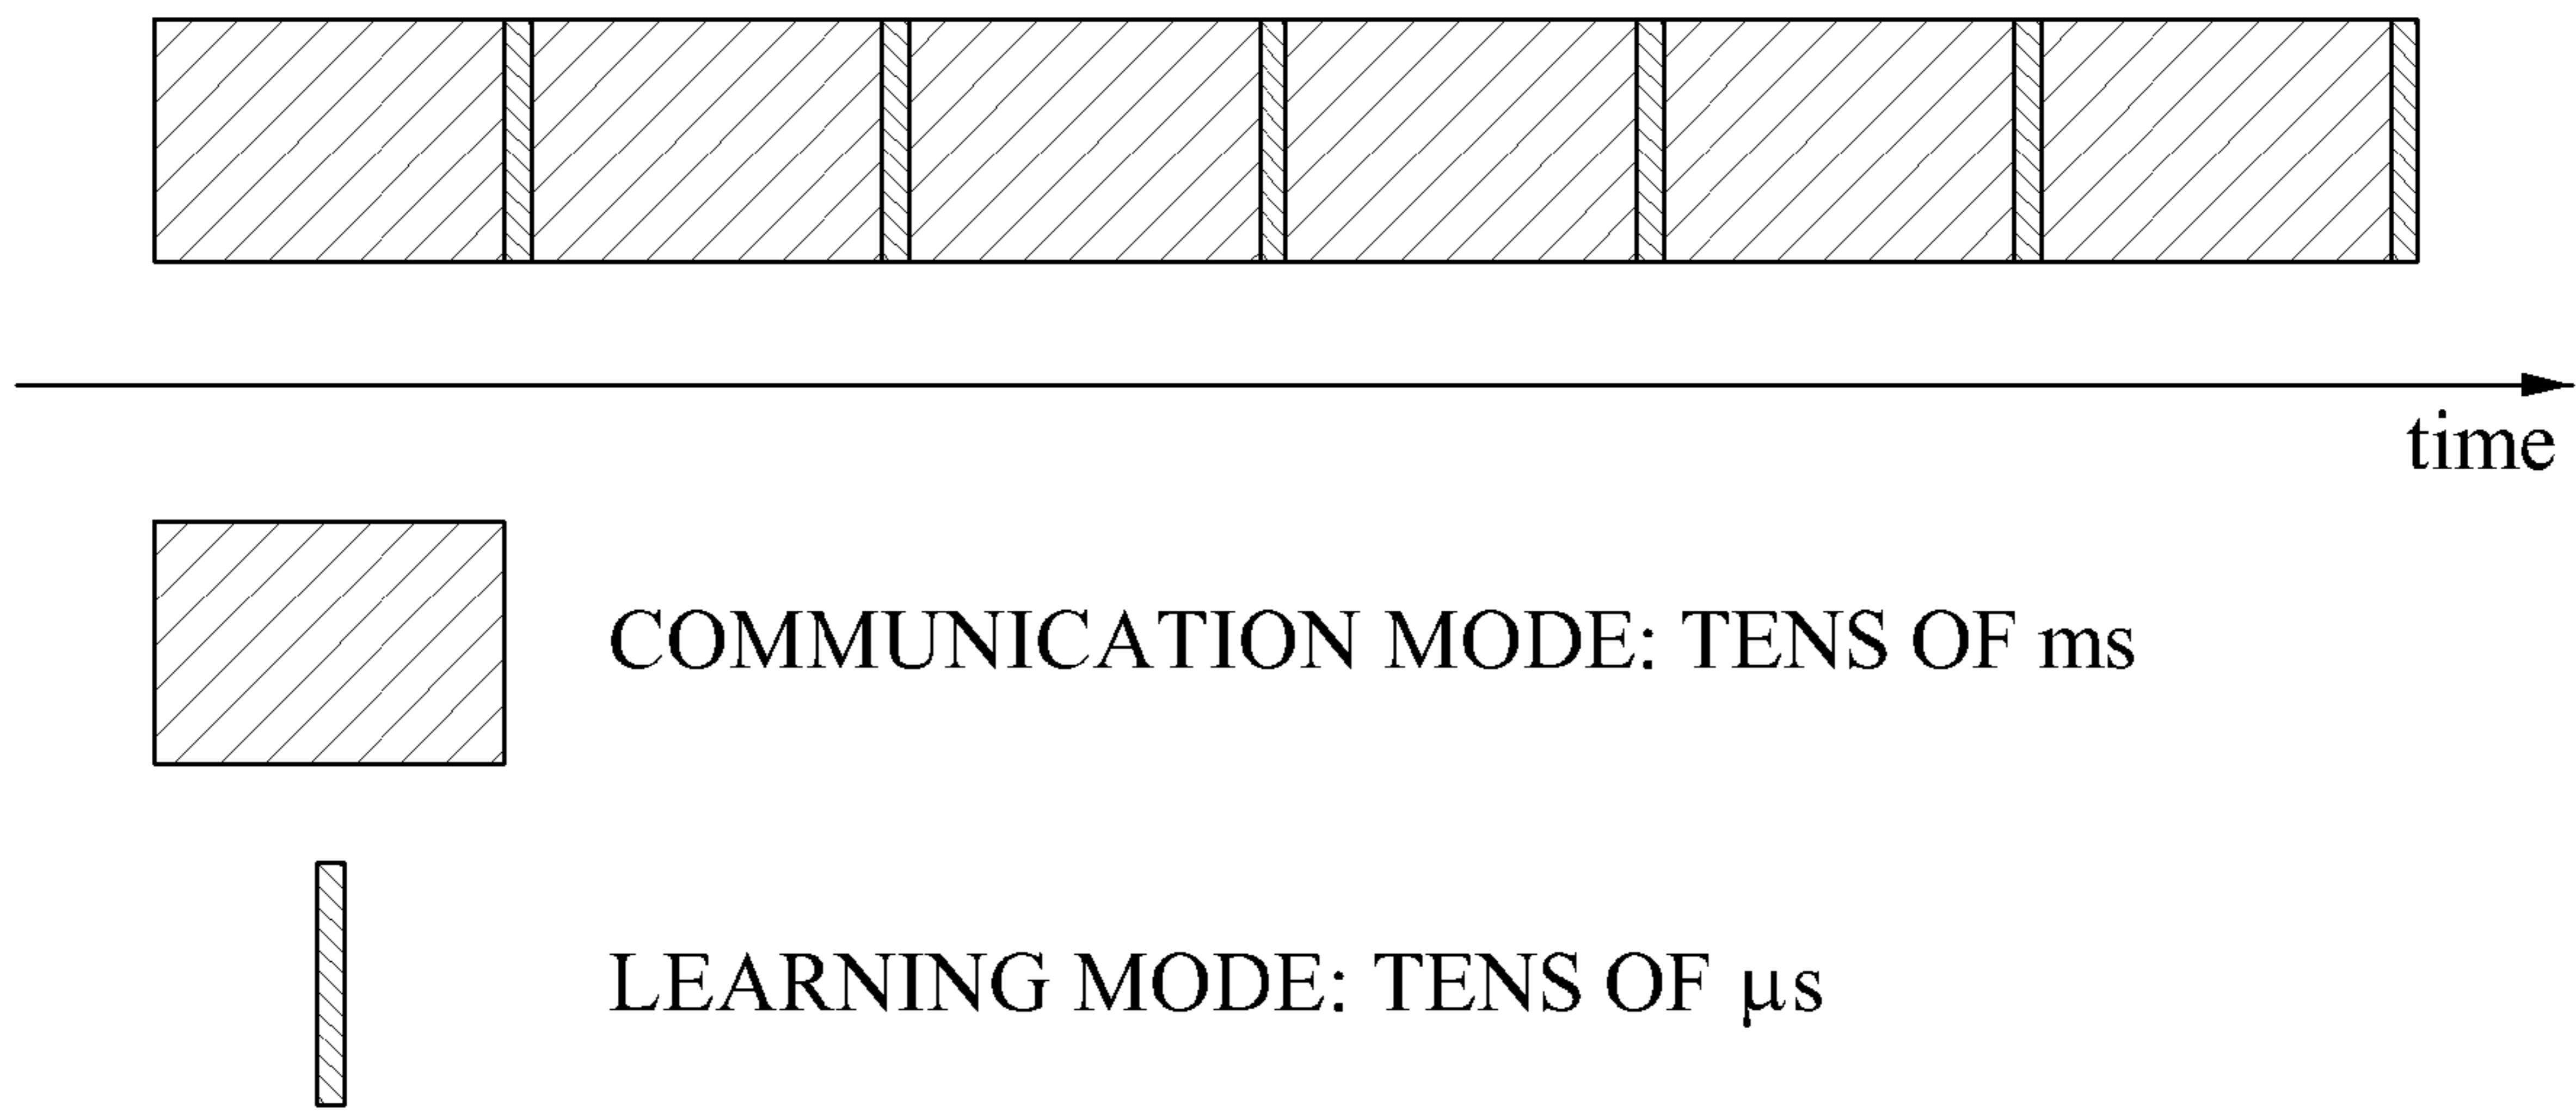 time
COMMUNICATION MODE: TENS OF ms
LEARNING MODE: TENS OF μs